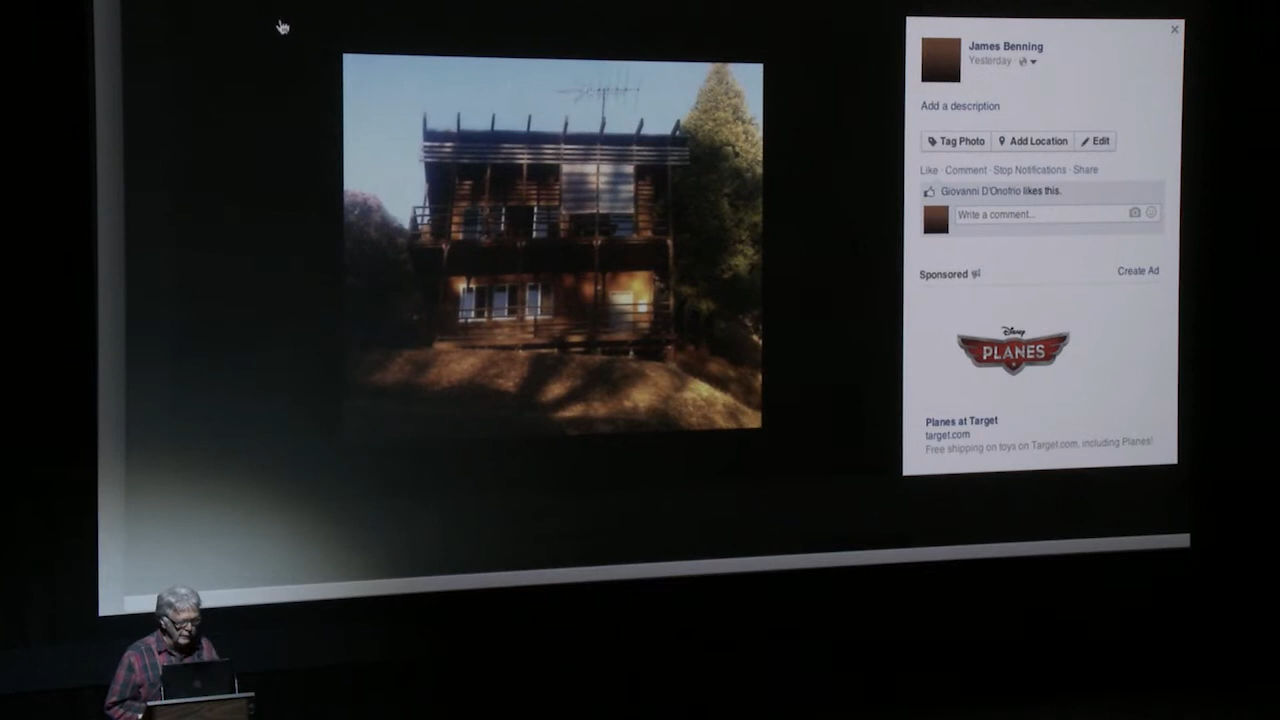 James Benning
Yesterday ·
Add a description
Tag Photo Add Location Edit
Like · Comment · Stop Notifications · Share
Giovanni D'Onofrio likes this.
Write a comment...
Sponsored Create Ad
Disney
PLANES
Planes at Target
target.com
Free shipping on toys on Target.com, including Planes!